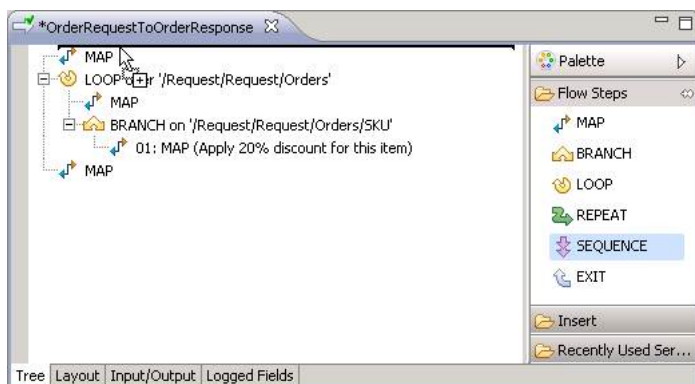 *OrderRequestToOrderResponse
MAP
LOOP over '/Request/Request/Orders'
MAP
BRANCH on '/Request/Request/Orders/SKU'
01: MAP (Apply 20% discount for this item)
MAP
Palette
Flow Steps
MAP
BRANCH
LOOP
REPEAT
SEQUENCE
EXIT
Insert
Recently Used Ser...
Tree
Layout
Input/Output
Logged Fields